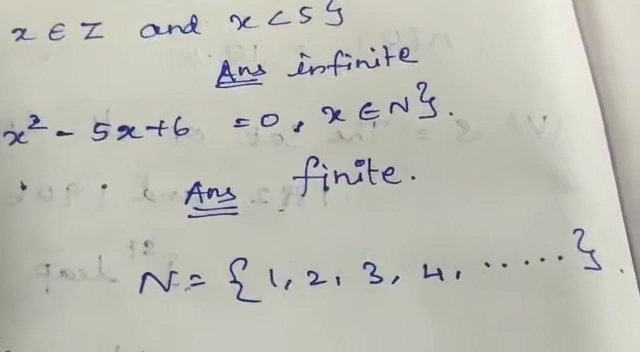 x ∈ Z and x < 5}
Ans infinite
x² - 5x + 6 = 0, x ∈ N}.
Ans finite.
N = {1, 2, 3, 4, ......}.